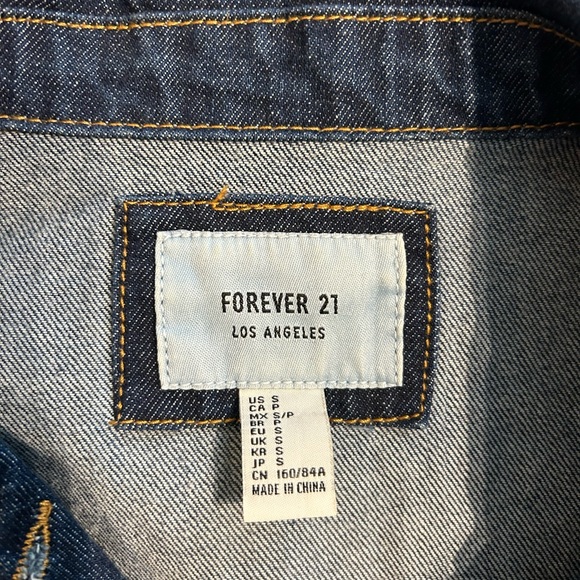 FOREVER 21
LOS ANGELES
US S
CA P
MX S/P
BR P
EU S
UK S
KR S
JP S
CN 160/84A
MADE IN CHINA